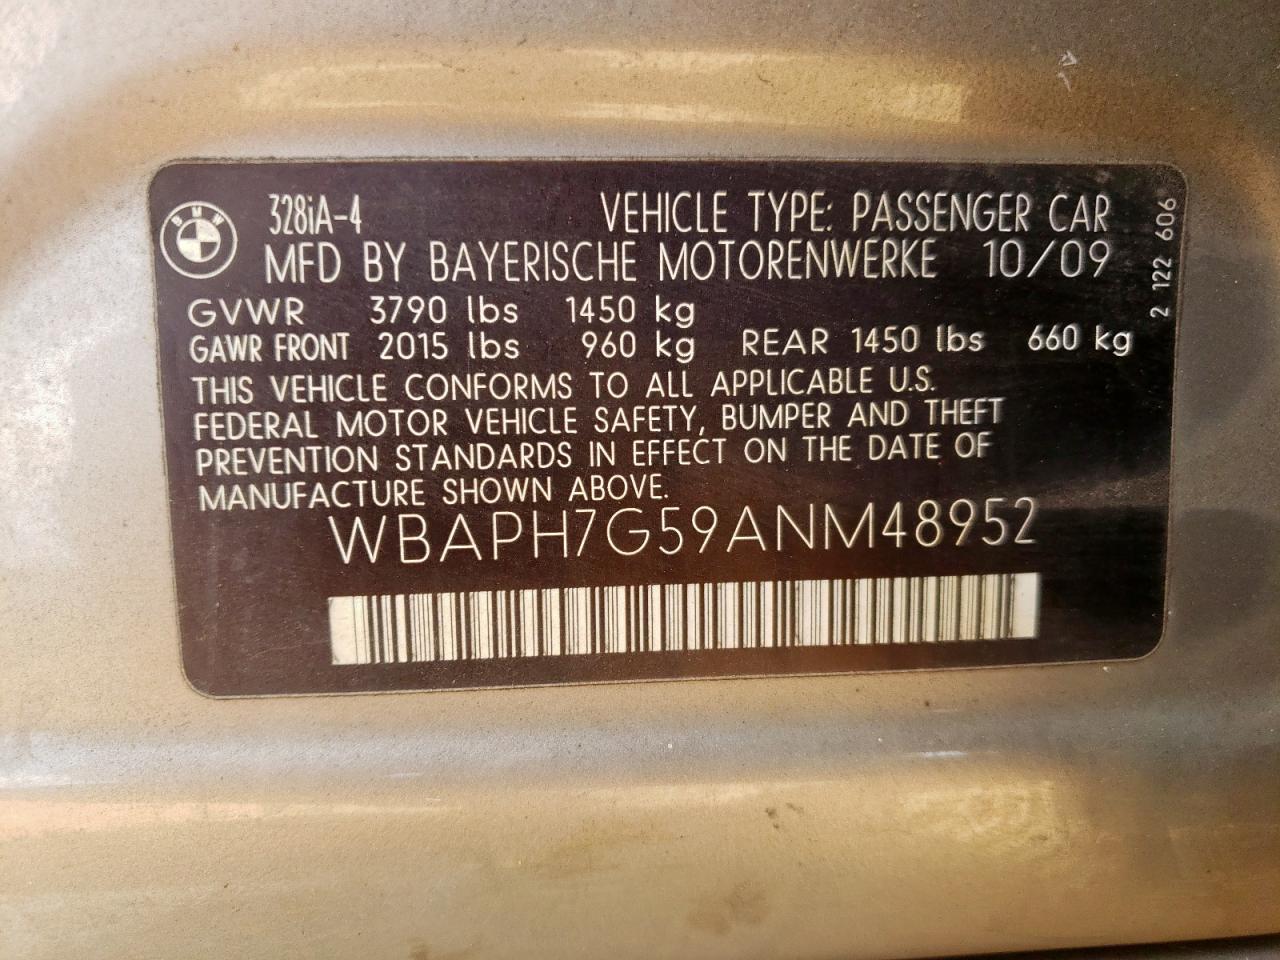 BMW
328iA-4 VEHICLE TYPE: PASSENGER CAR
MFD BY BAYERISCHE MOTORENWERKE 10/09
GVWR 3790 lbs 1450 kg
GAWR FRONT 2015 lbs 960 kg REAR 1450 lbs 660 kg
THIS VEHICLE CONFORMS TO ALL APPLICABLE U.S.
FEDERAL MOTOR VEHICLE SAFETY, BUMPER AND THEFT
PREVENTION STANDARDS IN EFFECT ON THE DATE OF
MANUFACTURE SHOWN ABOVE.
WBAPH7G59ANM48952
2 122 606